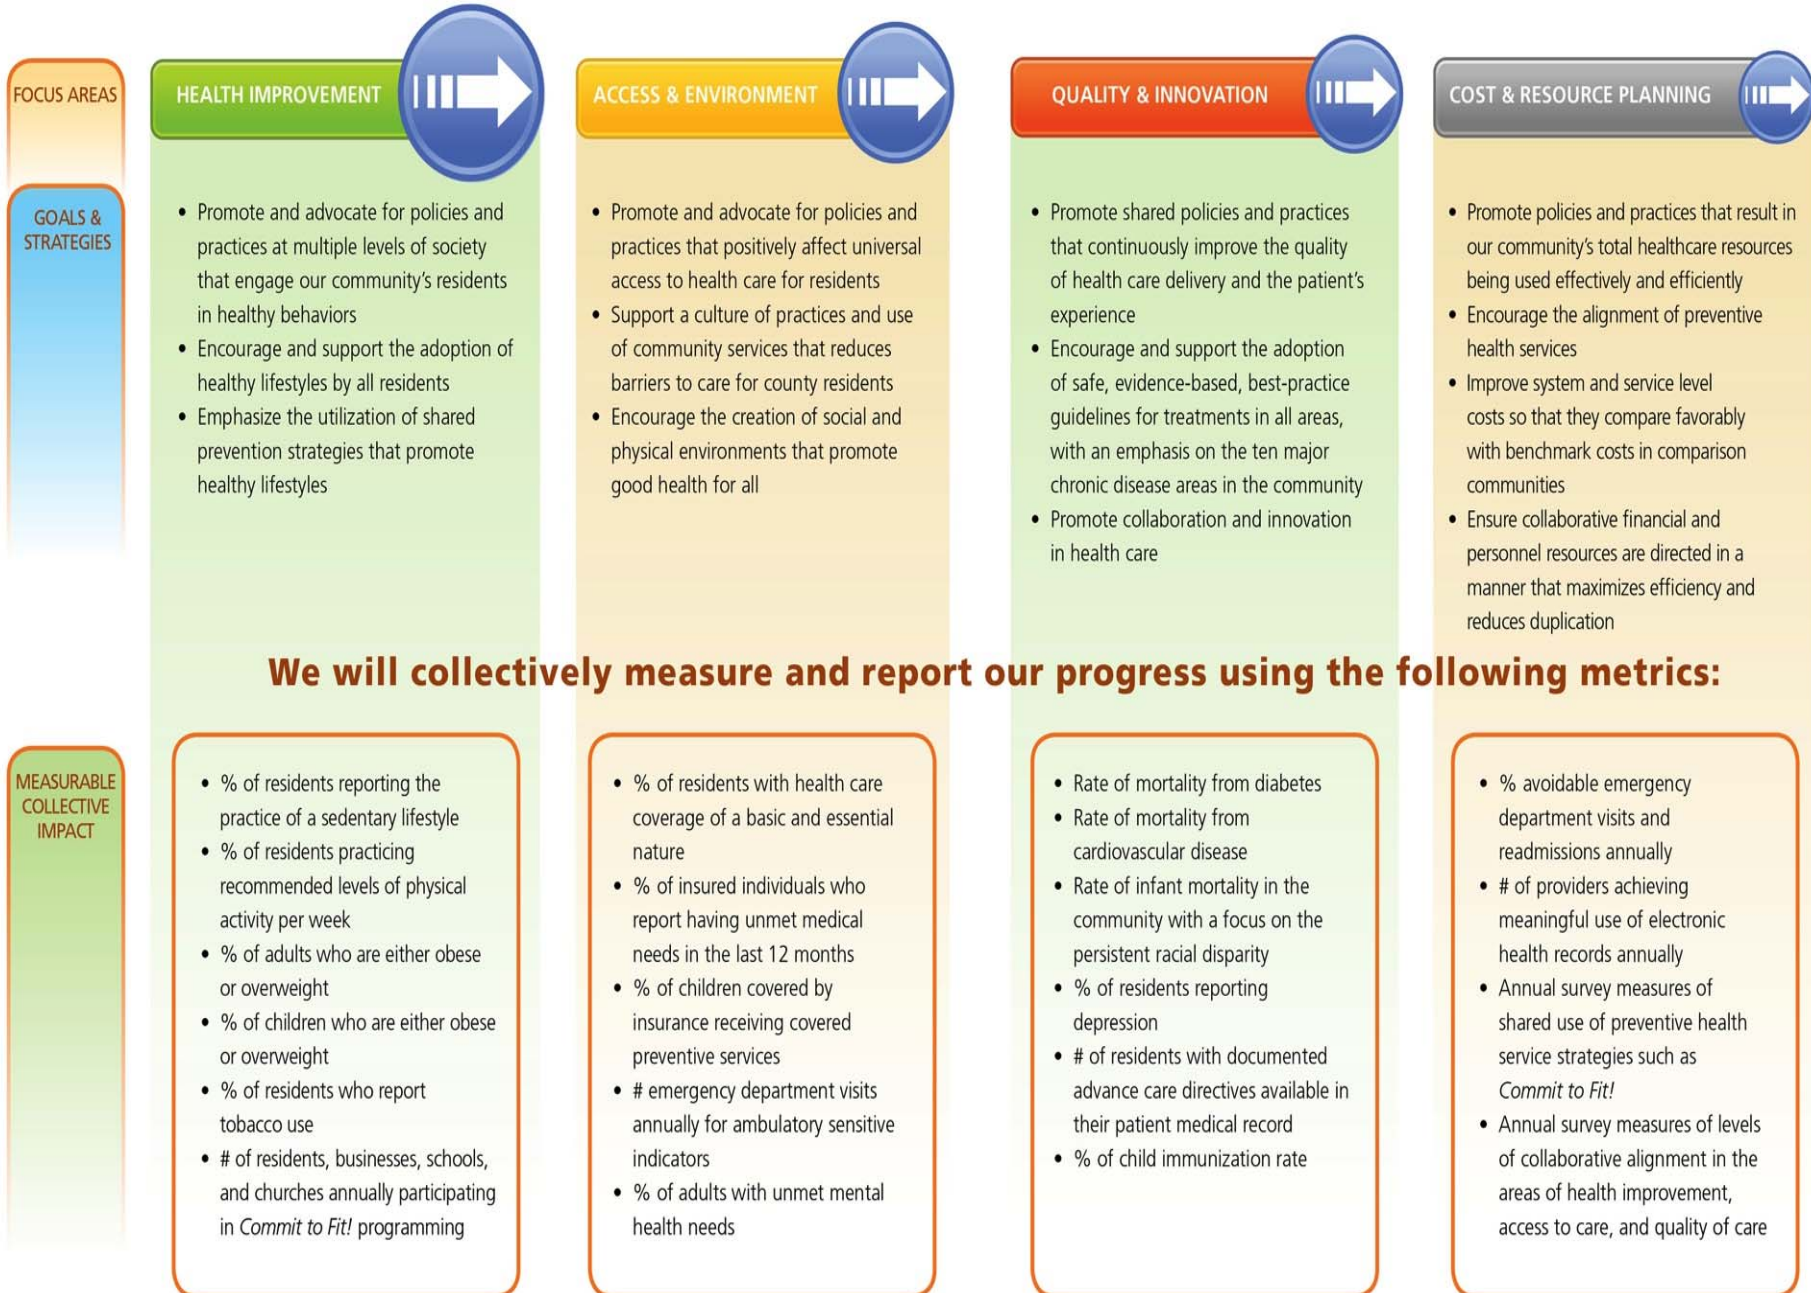 FOCUS AREAS
HEALTH IMPROVEMENT
ACCESS & ENVIRONMENT
QUALITY & INNOVATION
COST & RESOURCE PLANNING
GOALS &
STRATEGIES
• Promote and advocate for policies and
practices at multiple levels of society
that engage our community's residents
in healthy behaviors
• Encourage and support the adoption of
healthy lifestyles by all residents
• Emphasize the utilization of shared
prevention strategies that promote
healthy lifestyles
• Promote and advocate for policies and
practices that positively affect universal
access to health care for residents
• Support a culture of practices and use
of community services that reduces
barriers to care for county residents
• Encourage the creation of social and
physical environments that promote
good health for all
• Promote shared policies and practices
that continuously improve the quality
of health care delivery and the patient's
experience
• Encourage and support the adoption
of safe, evidence-based, best-practice
guidelines for treatments in all areas,
with an emphasis on the ten major
chronic disease areas in the community
• Promote collaboration and innovation
in health care
• Promote policies and practices that result in
our community's total healthcare resources
being used effectively and efficiently
• Encourage the alignment of preventive
health services
• Improve system and service level
costs so that they compare favorably
with benchmark costs in comparison
communities
• Ensure collaborative financial and
personnel resources are directed in a
manner that maximizes efficiency and
reduces duplication
We will collectively measure and report our progress using the following metrics:
MEASURABLE
COLLECTIVE
IMPACT
• % of residents reporting the
practice of a sedentary lifestyle
• % of residents practicing
recommended levels of physical
activity per week
• % of adults who are either obese
or overweight
• % of children who are either obese
or overweight
• % of residents who report
tobacco use
• # of residents, businesses, schools,
and churches annually participating
in Commit to Fit! programming
• % of residents with health care
coverage of a basic and essential
nature
• % of insured individuals who
report having unmet medical
needs in the last 12 months
• % of children covered by
insurance receiving covered
preventive services
• # emergency department visits
annually for ambulatory sensitive
indicators
• % of adults with unmet mental
health needs
• Rate of mortality from diabetes
• Rate of mortality from
cardiovascular disease
• Rate of infant mortality in the
community with a focus on the
persistent racial disparity
• % of residents reporting
depression
• # of residents with documented
advance care directives available in
their patient medical record
• % of child immunization rate
• % avoidable emergency
department visits and
readmissions annually
• # of providers achieving
meaningful use of electronic
health records annually
• Annual survey measures of
shared use of preventive health
service strategies such as
Commit to Fit!
• Annual survey measures of levels
of collaborative alignment in the
areas of health improvement,
access to care, and quality of care